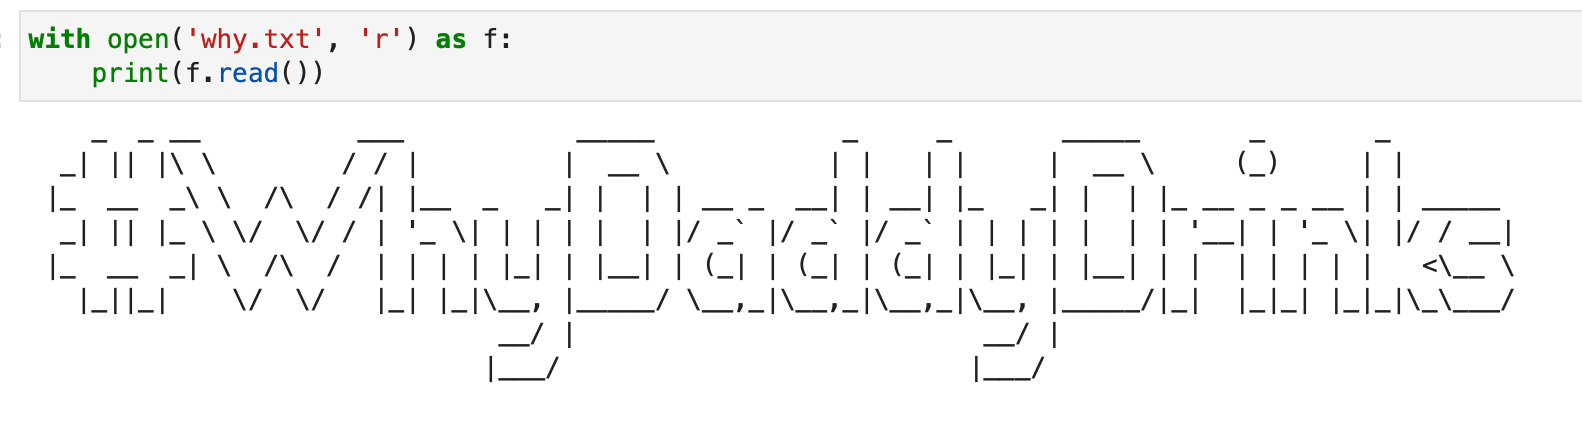 with open('why.txt', 'r') as f:
    print(f.read())
#WhyDaddyDrinks